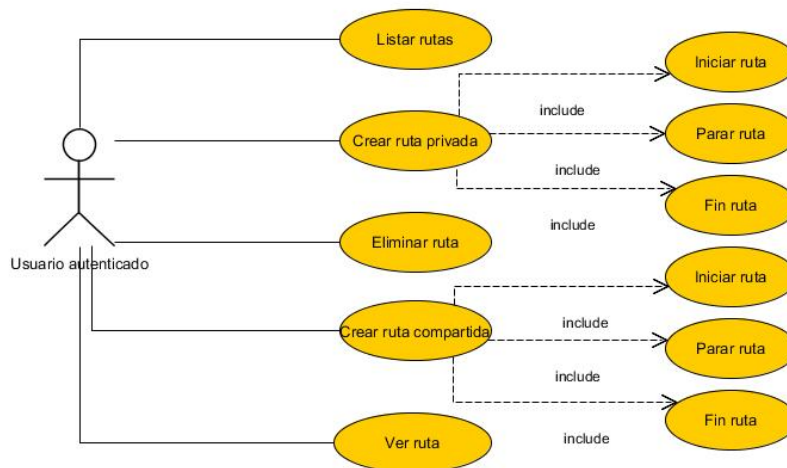 Listar rutas
Iniciar ruta
include
Crear ruta privada
Parar ruta
include
Fin ruta
include
Eliminar ruta
Usuario autenticado
Iniciar ruta
include
Crear ruta compartida
Parar ruta
include
Fin ruta
include
Ver ruta